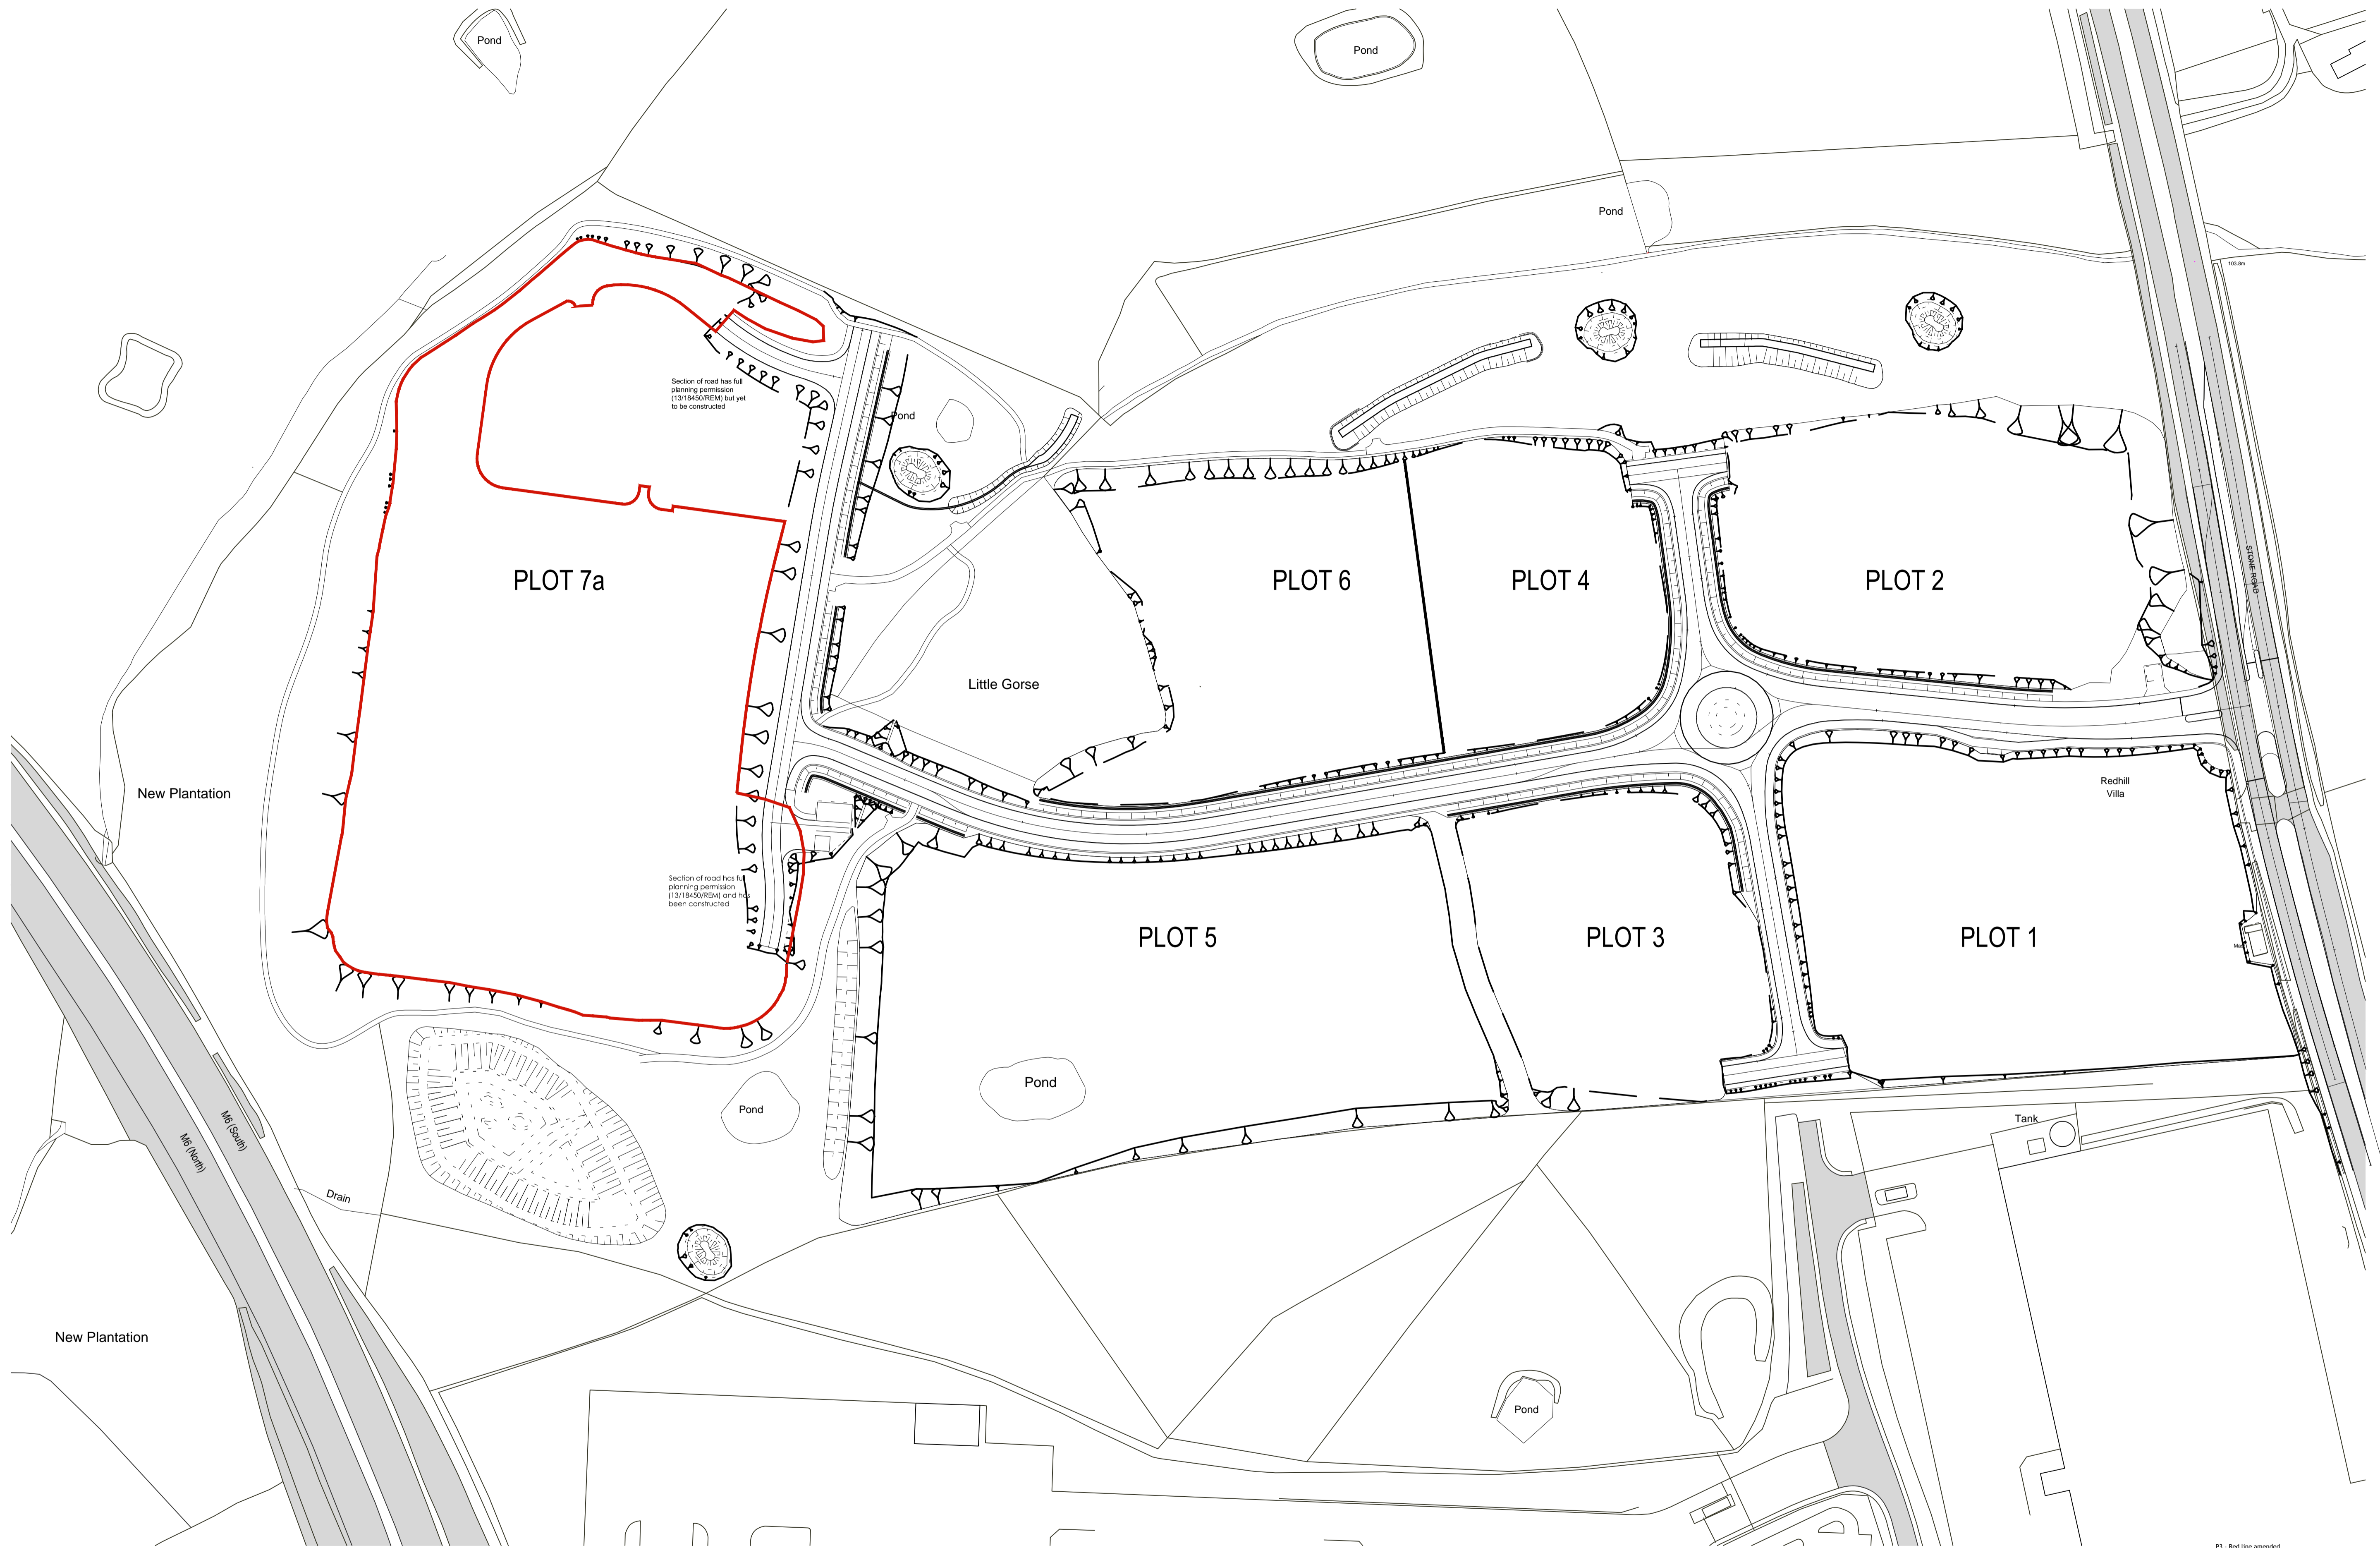 Pond
Pond
Pond
103.8m
Section of road has full
planning permission
(13/18450/REM) but yet
to be constructed
Pond
PLOT 7a
PLOT 6
PLOT 4
PLOT 2
STONE ROAD
Little Gorse
New Plantation
Redhill
Villa
Section of road has full
planning permission
(13/18450/REM) and has
been constructed
PLOT 5
PLOT 3
PLOT 1
Pond
Pond
M6 (South)
M6 (North)
Tank
Drain
New Plantation
Pond
P3 - Red line amended